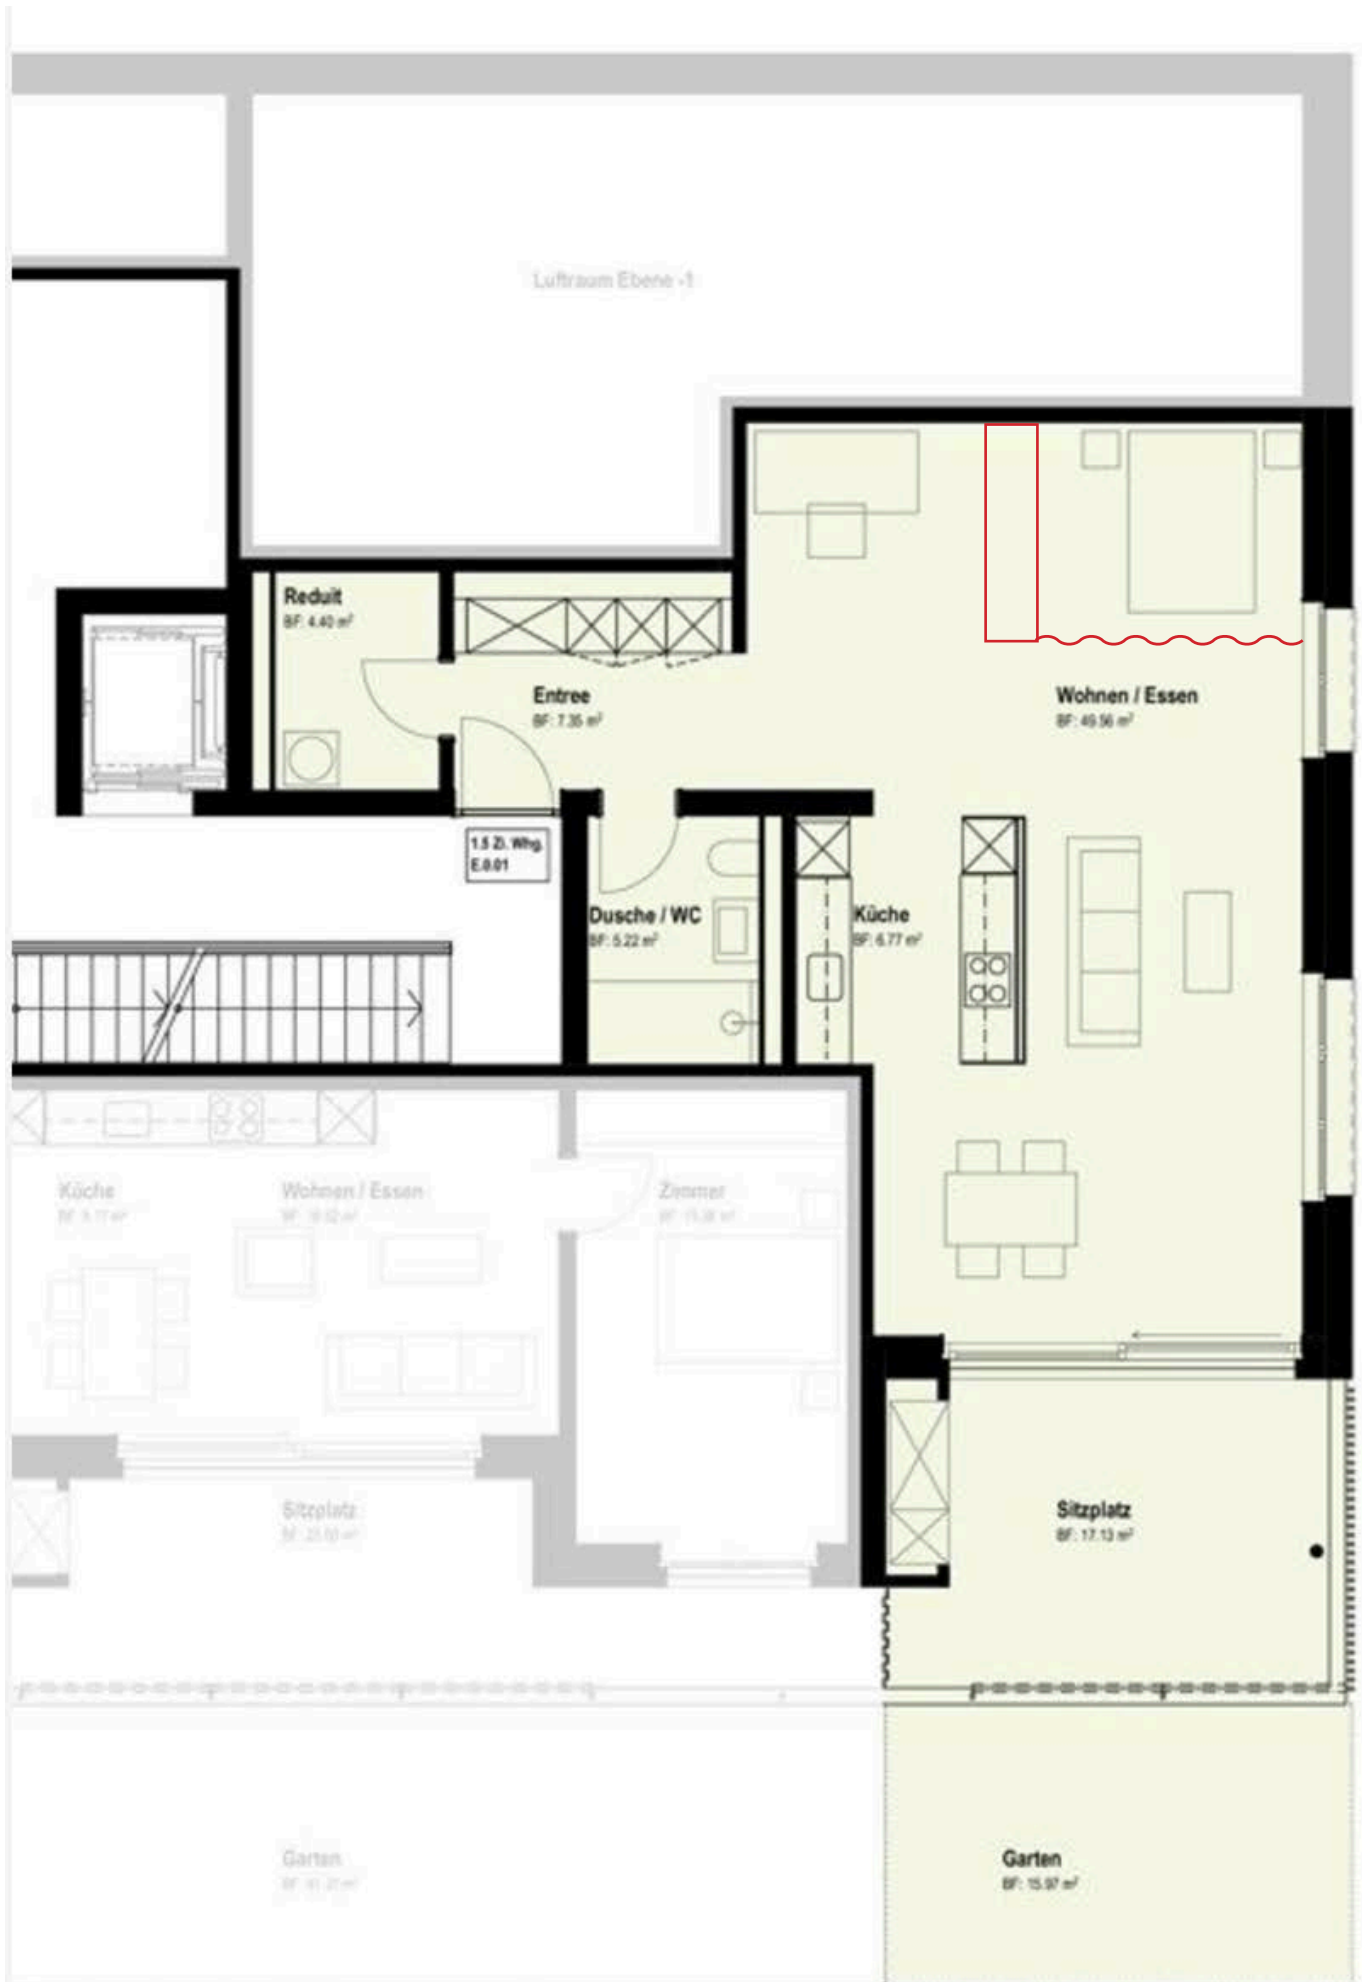 Luftraum Ebene -1
Reduit
BF: 4.40 m²
Entree
BF: 7.35 m²
Wohnen / Essen
BF: 49.56 m²
1.5 Zi. Whg.
E.0.01
Dusche / WC
BF: 5.22 m²
Küche
BF: 6.77 m²
Küche
Wohnen / Essen
Zimmer
Sitzplatz
Sitzplatz
BF: 17.13 m²
Garten
Garten
BF: 15.97 m²